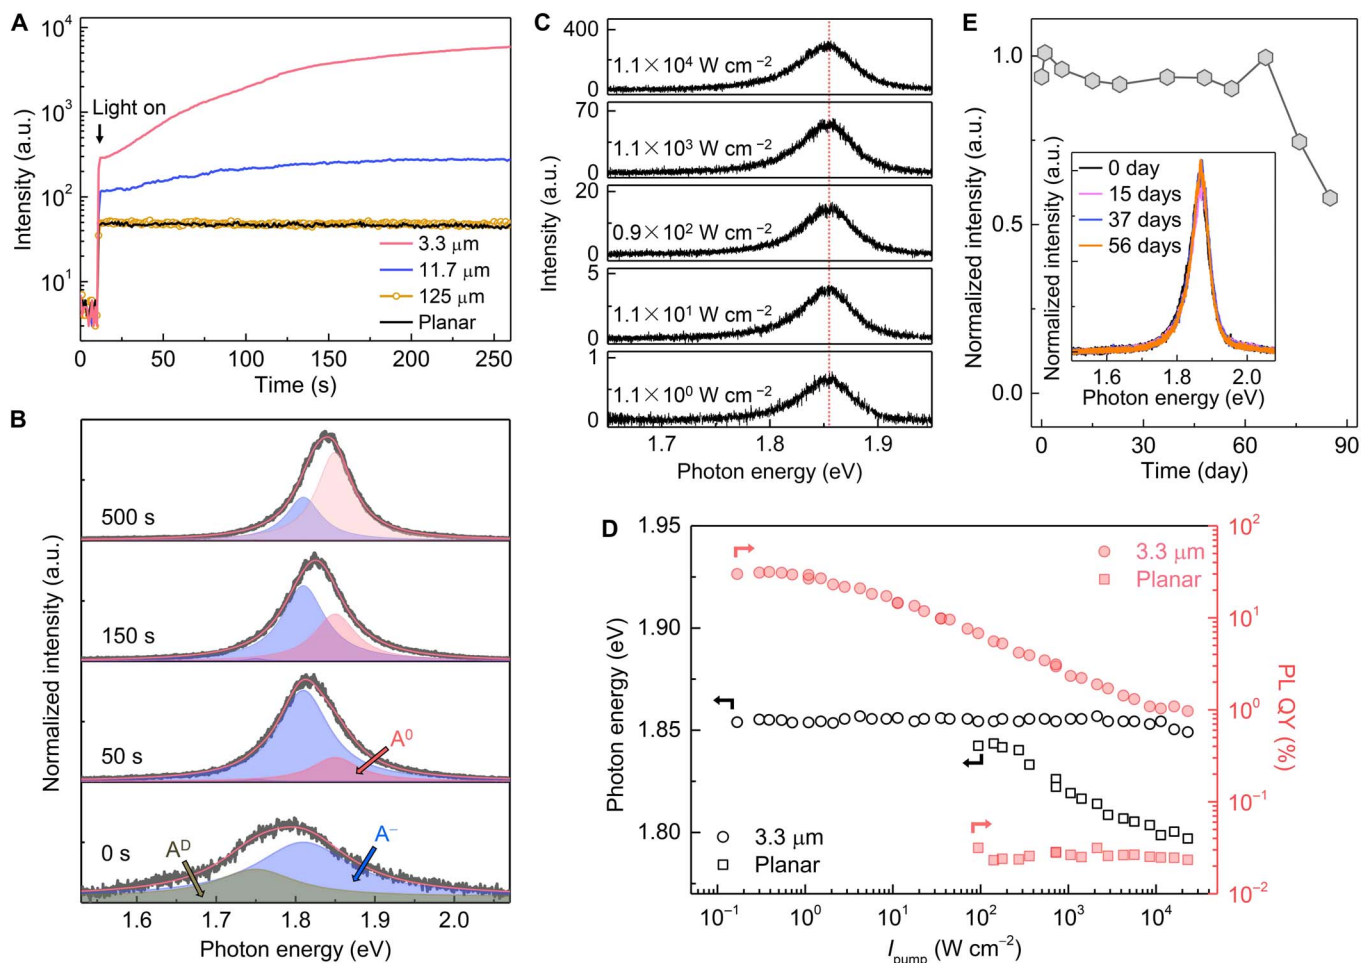 A
Intensity (a.u.)
10⁴
10³
10²
10¹
Light on
3.3 μm
11.7 μm
125 μm
Planar
0 50 100 150 200 250
Time (s)
B
Normalized intensity (a.u.)
500 s
150 s
50 s
A⁰
0 s
Aᴰ
A⁻
1.6 1.7 1.8 1.9 2.0
Photon energy (eV)
C
Intensity (a.u.)
400
0
1.1×10⁴ W cm⁻²
70
0
1.1×10³ W cm⁻²
20
0
0.9×10² W cm⁻²
5
0
1.1×10¹ W cm⁻²
1
0
1.1×10⁰ W cm⁻²
1.7 1.8 1.9
Photon energy (eV)
E
Normalized intensity (a.u.)
1.0
0.5
0.0
Normalized intensity (a.u.)
0 day
15 days
37 days
56 days
1.6 1.8 2.0
Photon energy (eV)
0 30 60 90
Time (day)
D
Photon energy (eV)
1.95
1.90
1.85
1.80
3.3 μm
Planar
3.3 μm
Planar
10²
10¹
10⁰
10⁻¹
10⁻²
PL QY (%)
10⁻¹ 10⁰ 10¹ 10² 10³ 10⁴
I pump (W cm⁻²)